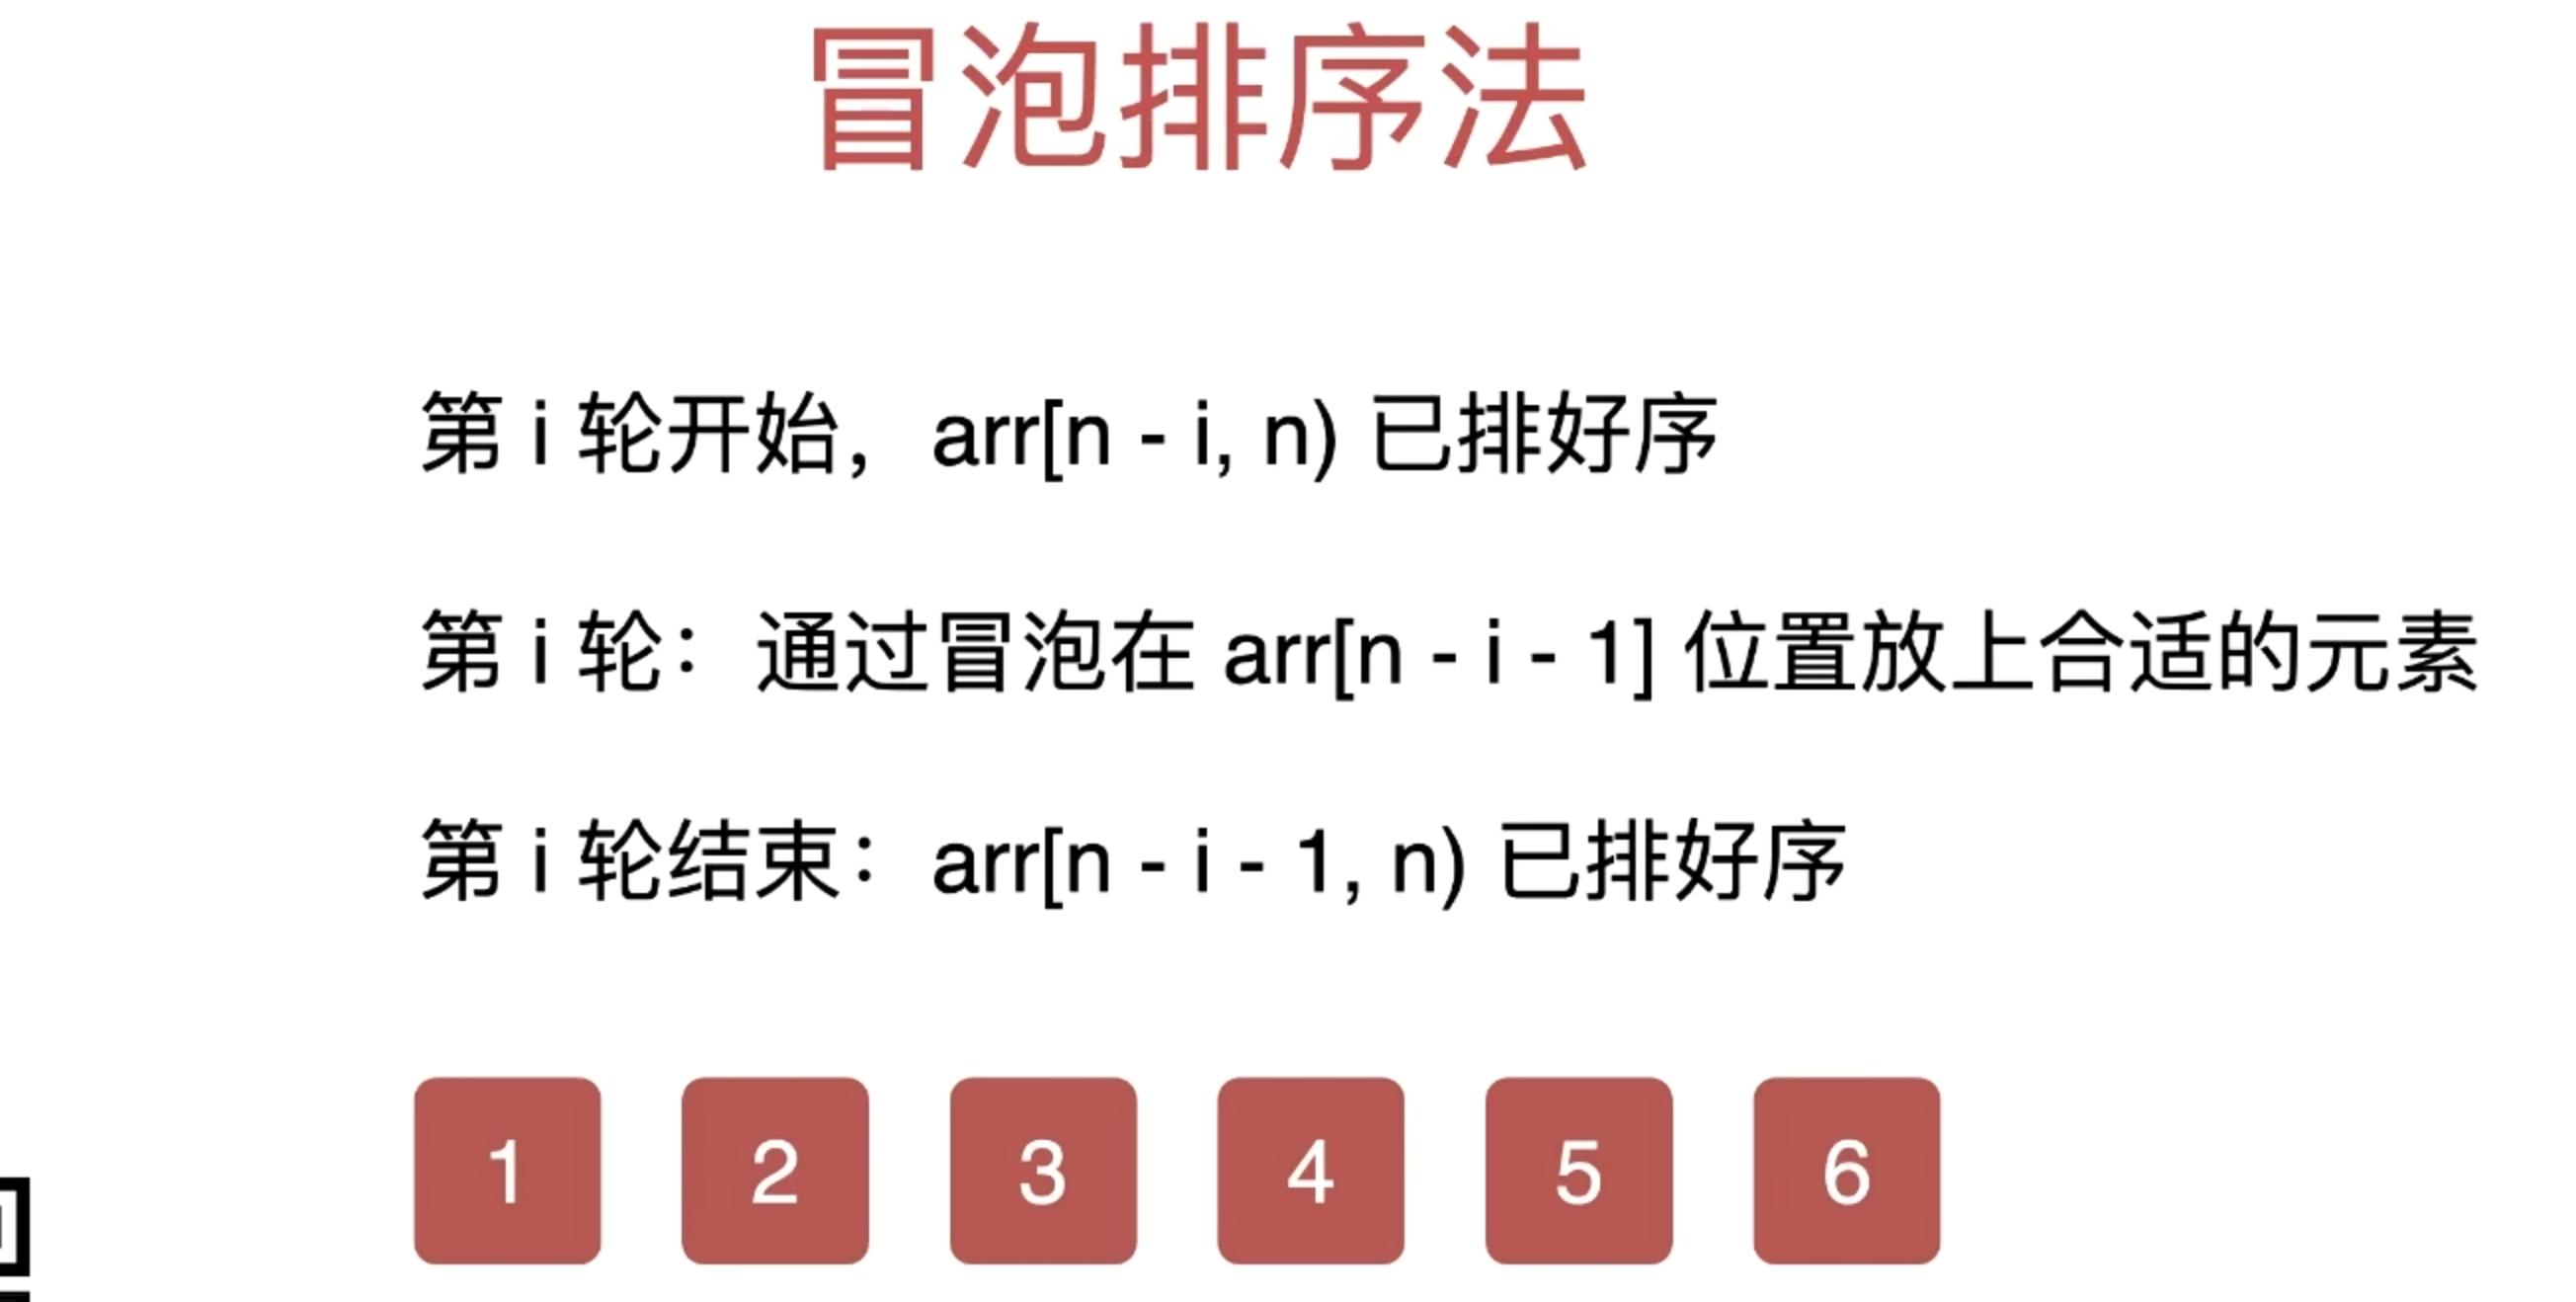 冒泡排序法
第 i 轮开始，arr[n - i, n) 已排好序
第 i 轮：通过冒泡在 arr[n - i - 1] 位置放上合适的元素
第 i 轮结束：arr[n - i - 1, n) 已排好序
1 2 3 4 5 6